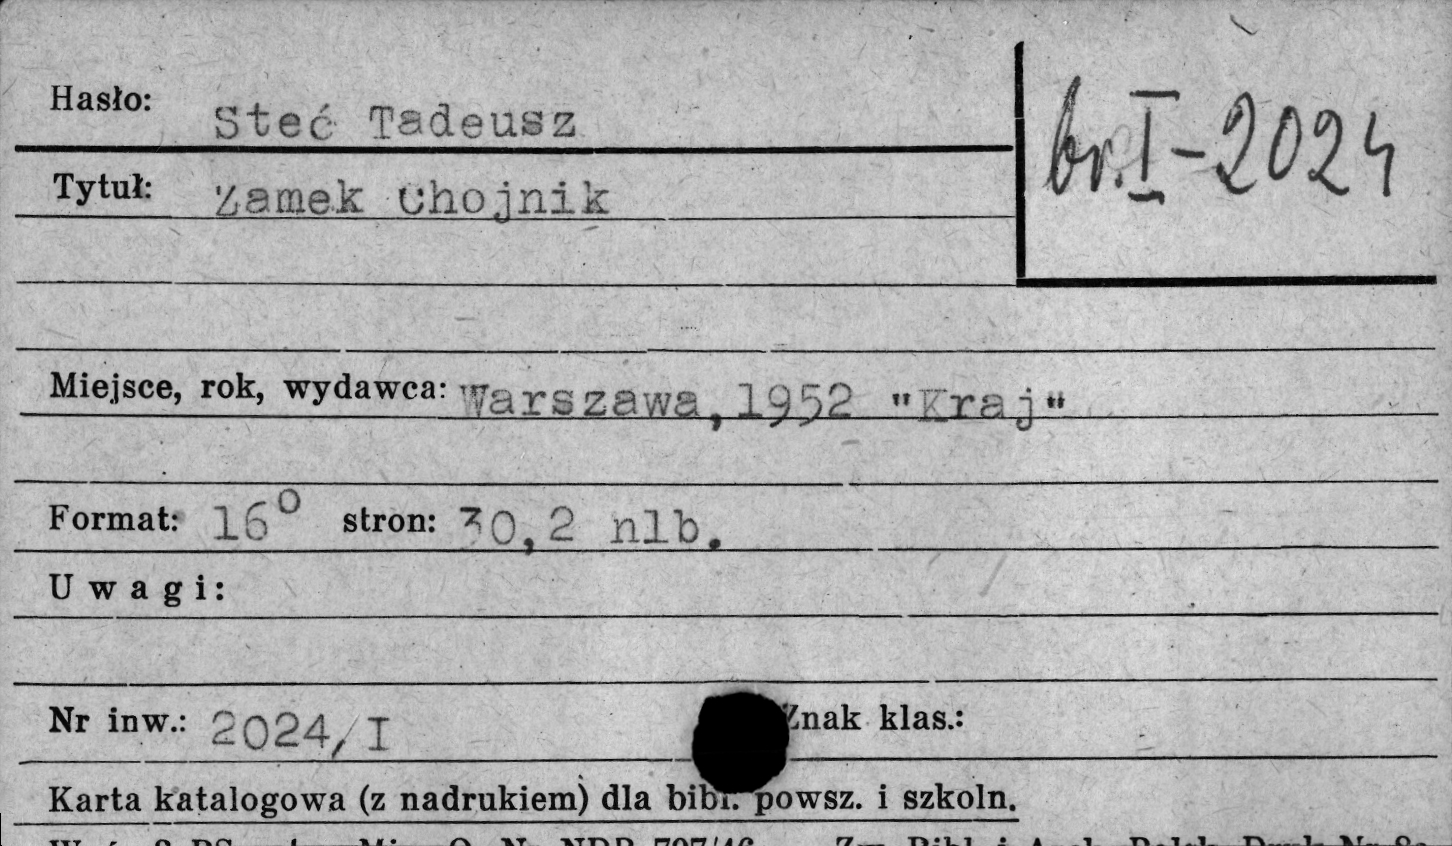 Hasło: Steć Tadeusz
br. I-2024
Tytuł: Zamek Chojnik
Miejsce, rok, wydawca: Warszawa, 1952 "Kraj"
Format: 16° stron: 30,2 nlb.
Uwagi:
Nr inw.: 2024/I Znak klas.:
Karta katalogowa (z nadrukiem) dla bibl. powsz. i szkoln.